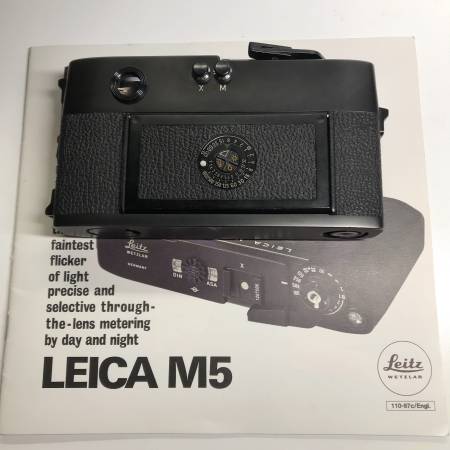 X M
faintest
flicker
of light
precise and
selective through-
the-lens metering
by day and night
LEICA M5
Leitz
WETZLAR
GERMANY
DIN
ASA
X
LEICA
Leitz
WETZLAR
110-87c/Engl.